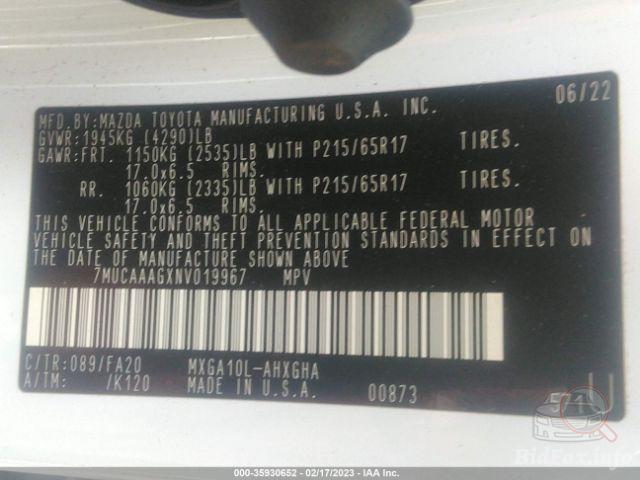 MFD.BY:MAZDA TOYOTA MANUFACTURING U.S.A. INC. 06/22
GVWR:1945KG (4290)LB
GAWR:FRT. 1150KG (2535)LB WITH P215/65R17 TIRES.
17.0x6.5 RIMS.
RR. 1060KG (2335)LB WITH P215/65R17 TIRES.
17.0x6.5 RIMS.
THIS VEHICLE CONFORMS TO ALL APPLICABLE FEDERAL MOTOR
VEHICLE SAFETY AND THEFT PREVENTION STANDARDS IN EFFECT ON
THE DATE OF MANUFACTURE SHOWN ABOVE
7MUCAAAGXNV019967 MPV
C/TR:089/FA20 MXGA10L-AHXGHA
A/TM: /K120 MADE IN U.S.A. 00873 571 U
BidFax.info
000-35930652 - 02/17/2023 - IAA Inc.